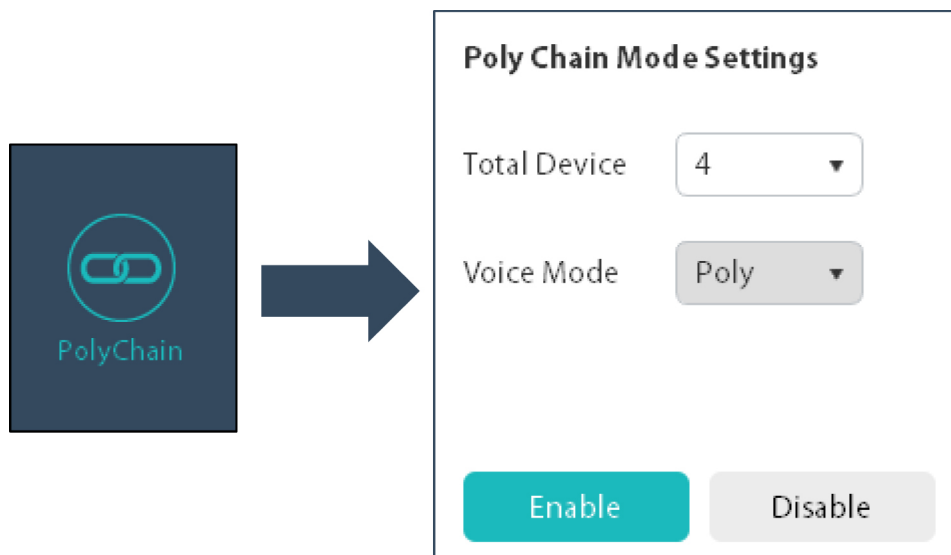 PolyChain
Poly Chain Mode Settings
Total Device 4
Voice Mode Poly
Enable Disable